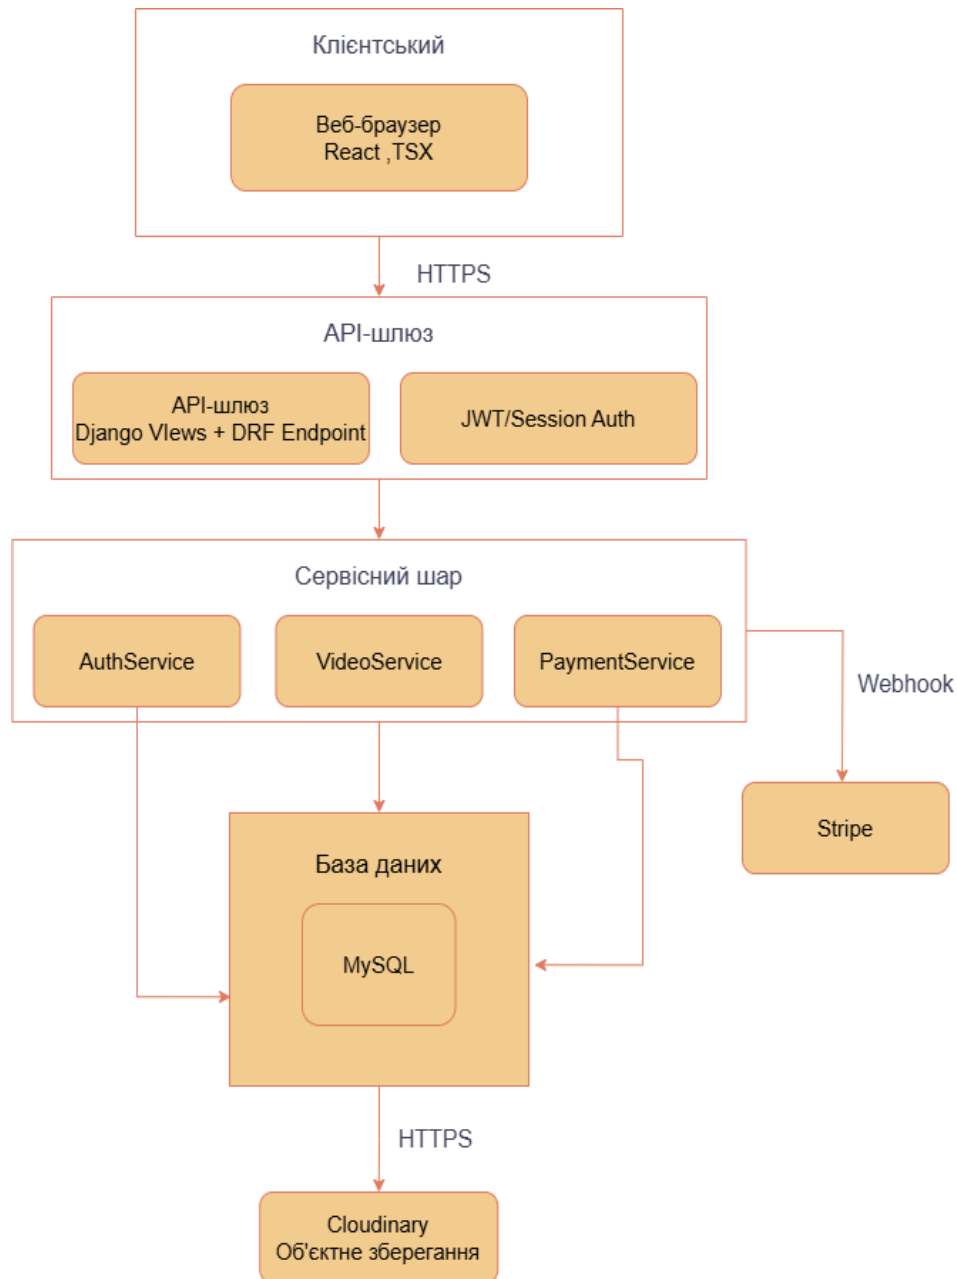 Клієнтський
Веб-браузер
React ,TSX
HTTPS
API-шлюз
API-шлюз
Django VIews + DRF Endpoint
JWT/Session Auth
Сервісний шар
AuthService
VideoService
PaymentService
Webhook
Stripe
База даних
MySQL
HTTPS
Cloudinary
Об'єктне зберегання